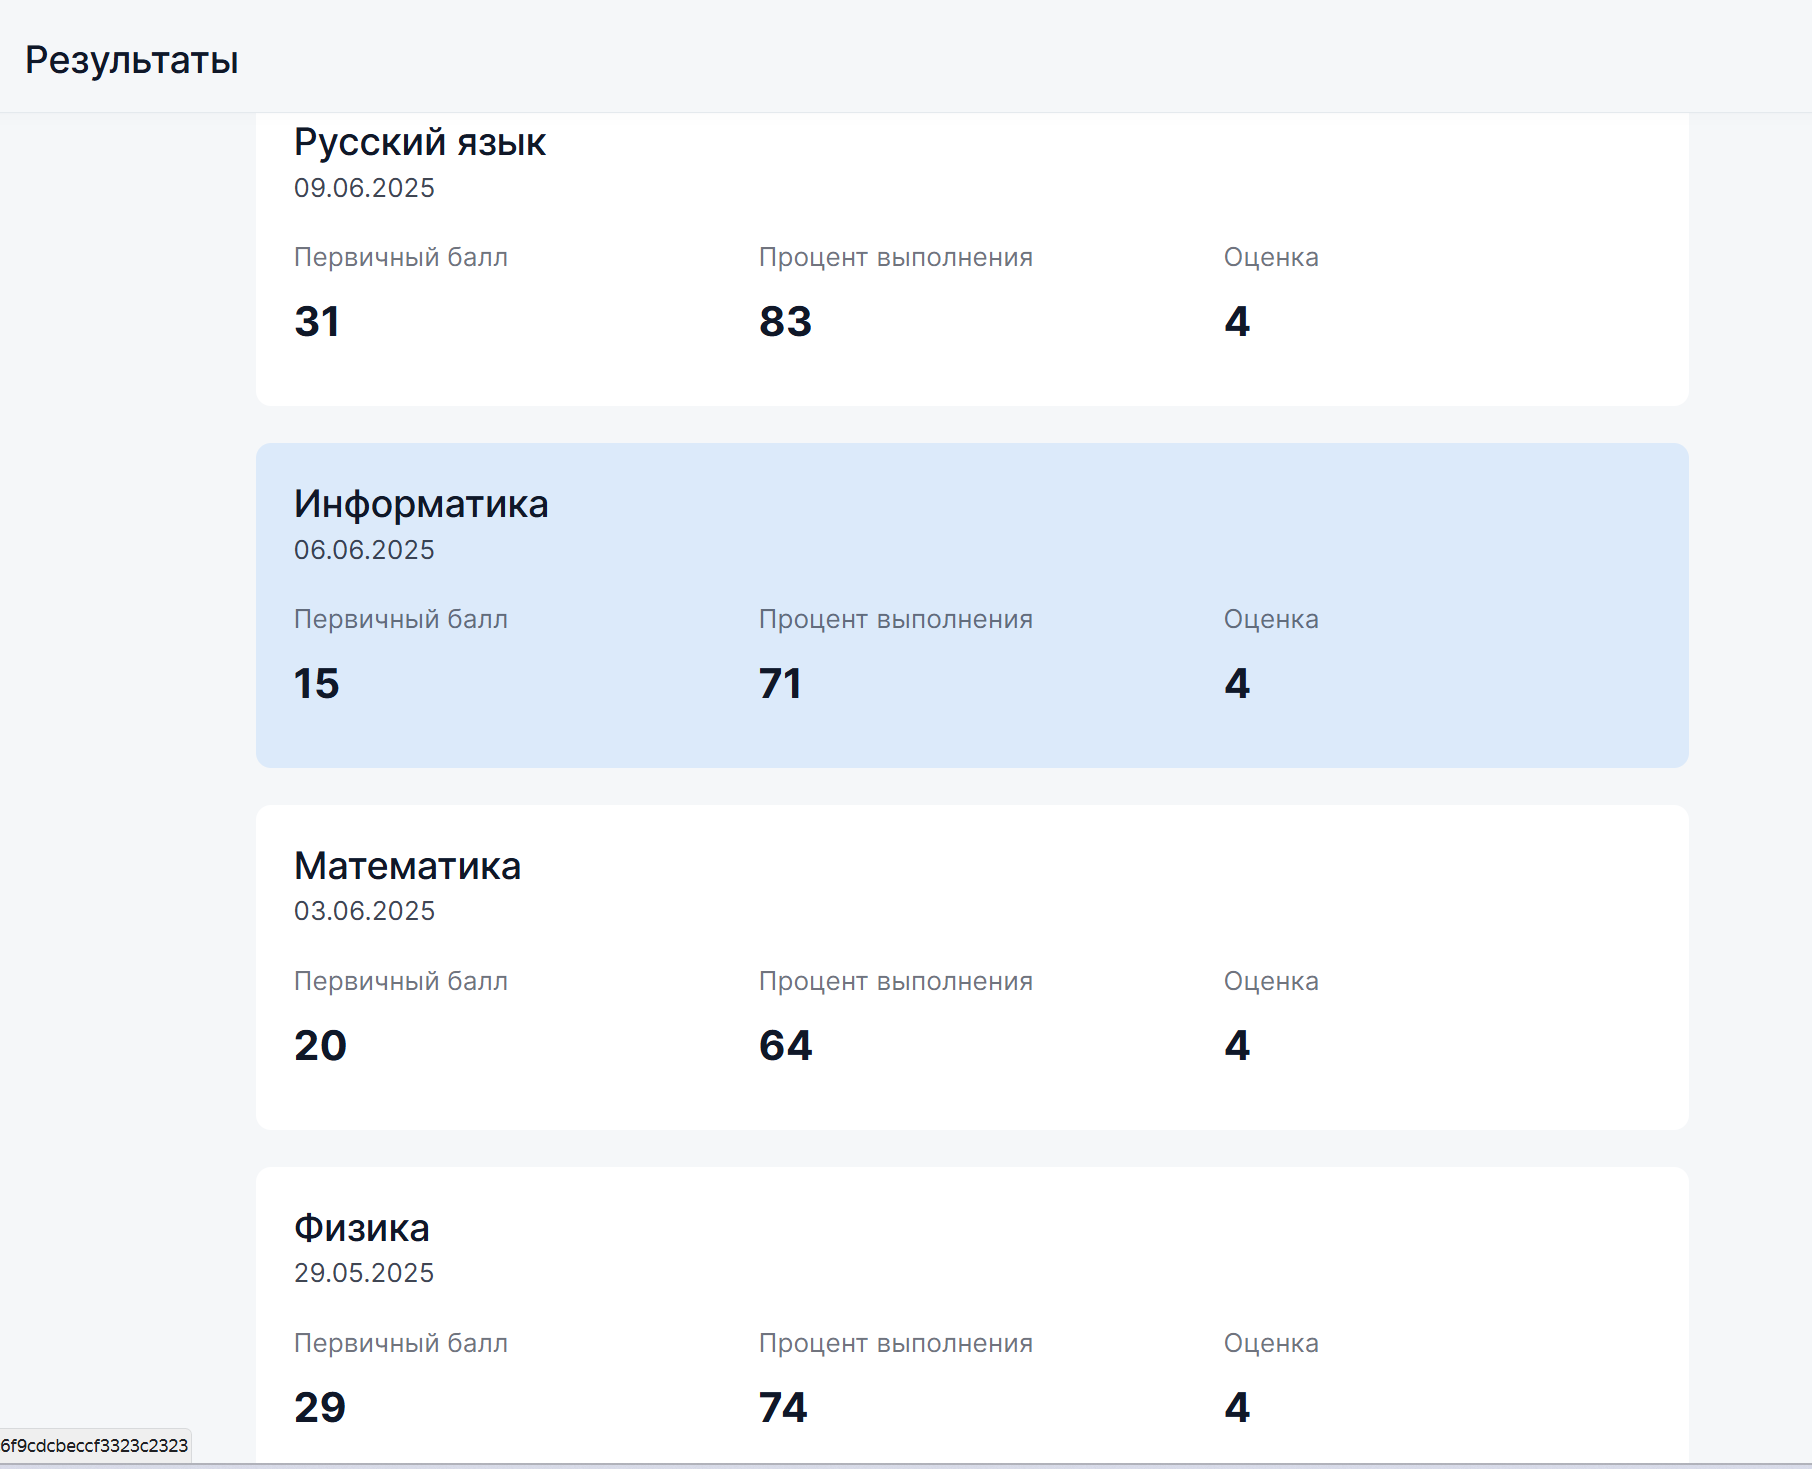 Результаты
Русский язык
09.06.2025
Первичный балл Процент выполнения Оценка
31 83 4
Информатика
06.06.2025
Первичный балл Процент выполнения Оценка
15 71 4
Математика
03.06.2025
Первичный балл Процент выполнения Оценка
20 64 4
Физика
29.05.2025
Первичный балл Процент выполнения Оценка
29 74 4
6f9cdcbeccf3323c2323